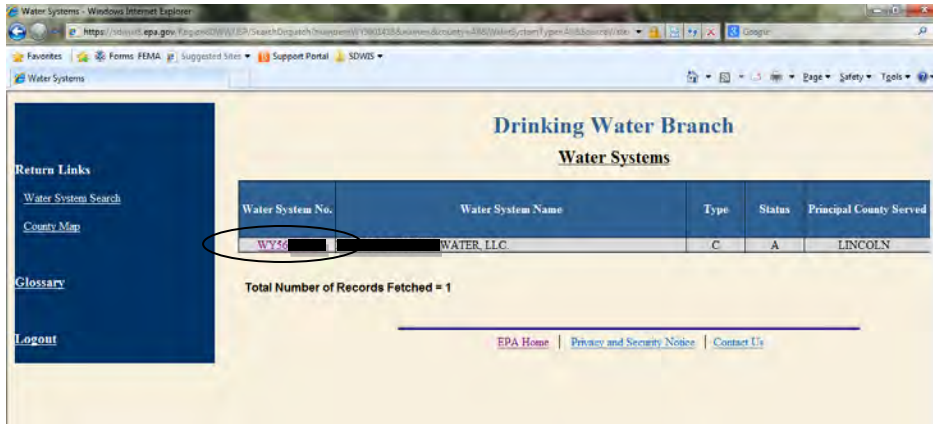 Water Systems - Windows Internet Explorer
Google
Favorites Forms FEMA Suggested Sites Support Portal SDWIS
Water Systems Page Safety Tools
Drinking Water Branch
Water Systems
Return Links
Water System Search
County Map
Glossary
Logout
Water System No. Water System Name Type Status Principal County Served
WY56 WATER, LLC. C A LINCOLN
Total Number of Records Fetched = 1
EPA Home | Privacy and Security Notice | Contact Us